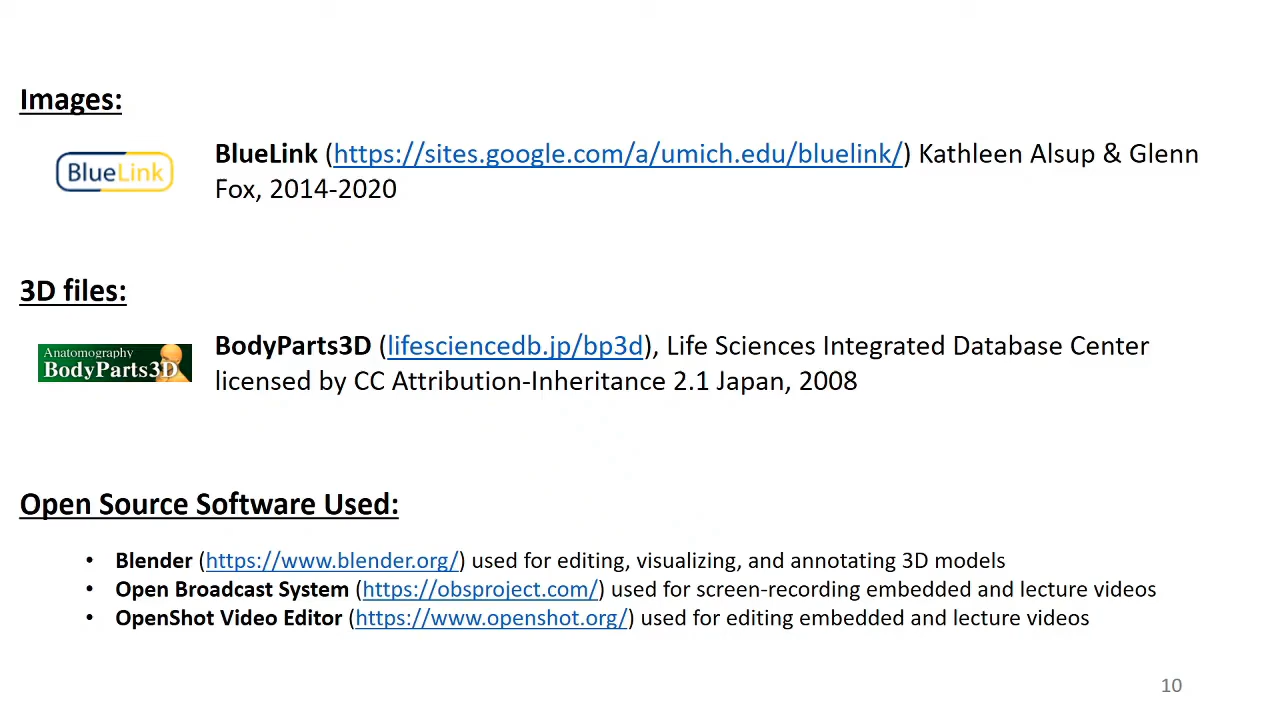 Images:
BlueLink
BlueLink (https://sites.google.com/a/umich.edu/bluelink/) Kathleen Alsup & Glenn
Fox, 2014-2020
3D files:
Anatomography
BodyParts3D
BodyParts3D (lifesciencedb.jp/bp3d), Life Sciences Integrated Database Center
licensed by CC Attribution-Inheritance 2.1 Japan, 2008
Open Source Software Used:
• Blender (https://www.blender.org/) used for editing, visualizing, and annotating 3D models
• Open Broadcast System (https://obsproject.com/) used for screen-recording embedded and lecture videos
• OpenShot Video Editor (https://www.openshot.org/) used for editing embedded and lecture videos
10